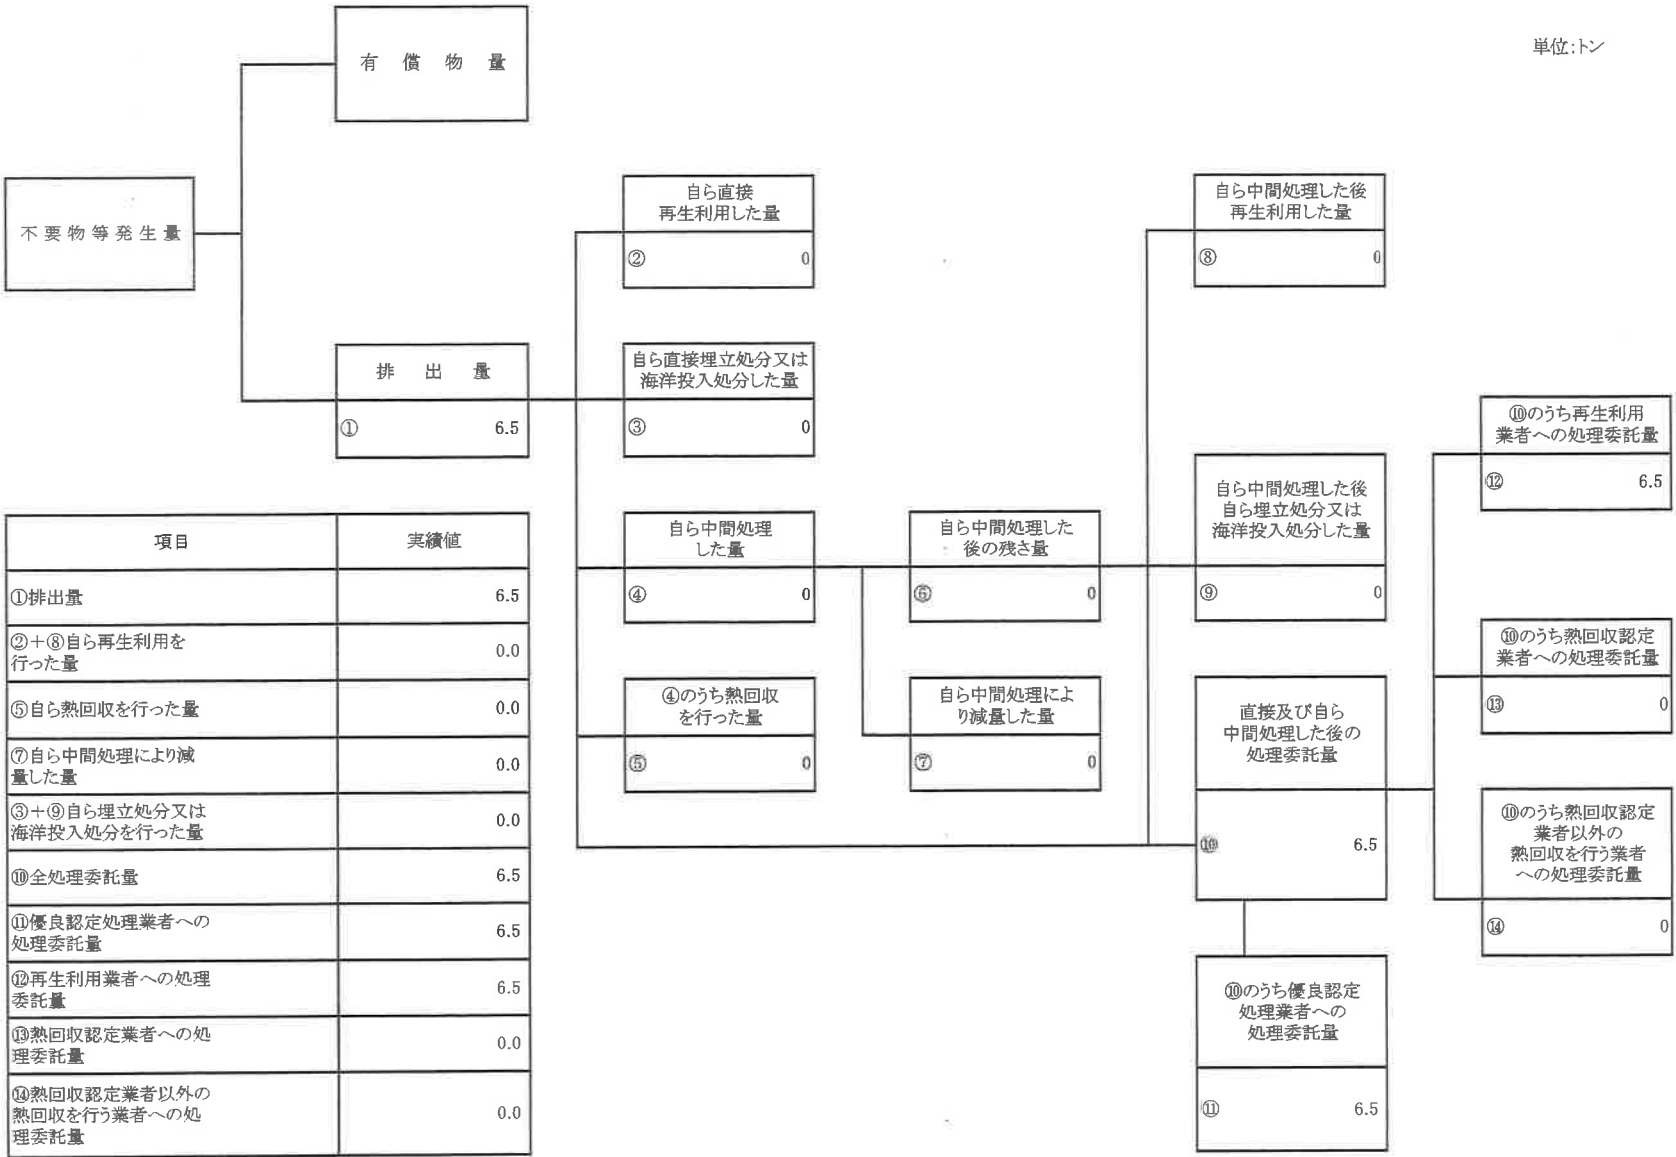 単位:トン
有償物量
不要物等発生量
排出量
① 6.5
自ら直接
再生利用した量
② 0
自ら直接埋立処分又は
海洋投入処分した量
③ 0
自ら中間処理
した量
④ 0
④のうち熱回収
を行った量
⑤ 0
自ら中間処理した
後の残さ量
⑥ 0
自ら中間処理によ
り減量した量
⑦ 0
自ら中間処理した後
再生利用した量
⑧ 0
自ら中間処理した後
自ら埋立処分又は
海洋投入処分した量
⑨ 0
直接及び自ら
中間処理した後の
処理委託量
⑩ 6.5
⑩のうち優良認定
処理業者への
処理委託量
⑪ 6.5
⑩のうち再生利用
業者への処理委託量
⑫ 6.5
⑩のうち熱回収認定
業者への処理委託量
⑬ 0
⑩のうち熱回収認定
業者以外の
熱回収を行う業者
への処理委託量
⑭ 0
項目 実績値
①排出量 6.5
②+⑧自ら再生利用を
行った量 0.0
⑤自ら熱回収を行った量 0.0
⑦自ら中間処理により減
量した量 0.0
③+⑨自ら埋立処分又は
海洋投入処分を行った量 0.0
⑩全処理委託量 6.5
⑪優良認定処理業者への
処理委託量 6.5
⑫再生利用業者への処理
委託量 6.5
⑬熱回収認定業者への処
理委託量 0.0
⑭熱回収認定業者以外の
熱回収を行う業者への処
理委託量 0.0